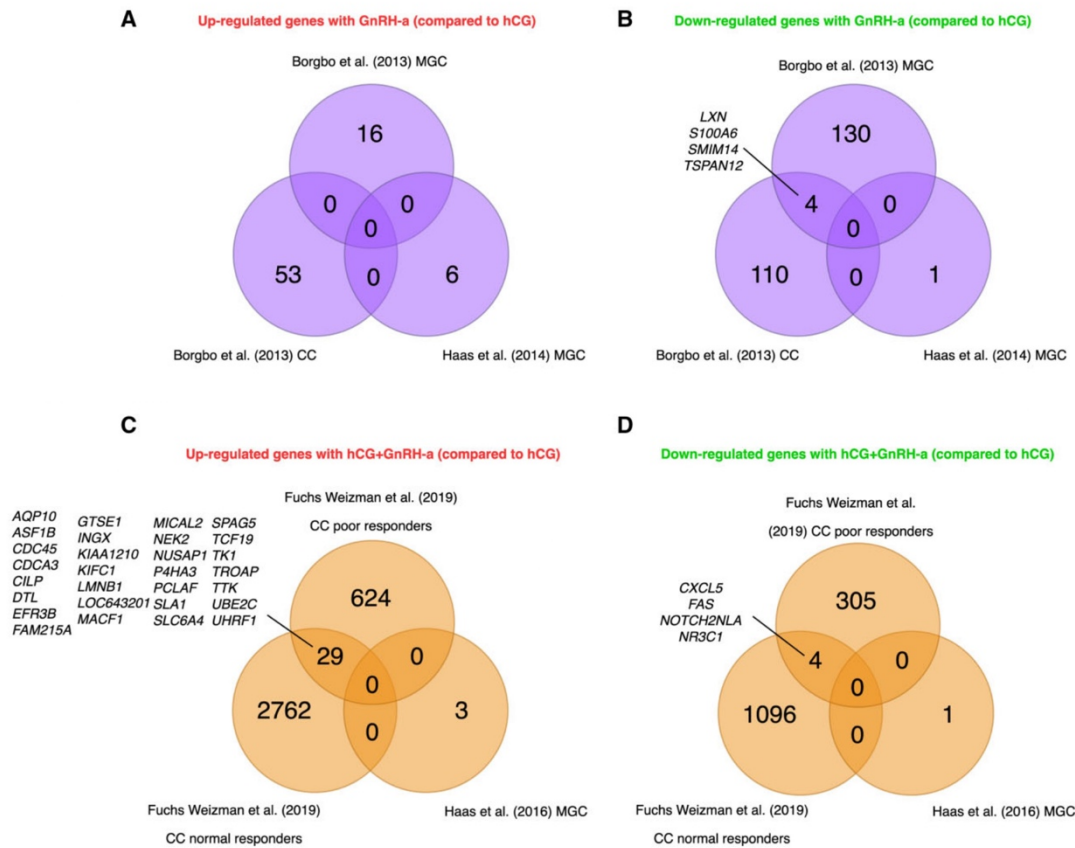 A
Up-regulated genes with GnRH-a (compared to hCG)
Borgbo et al. (2013) MGC
16
0
0
0
53
0
6
Borgbo et al. (2013) CC
Haas et al. (2014) MGC
B
Down-regulated genes with GnRH-a (compared to hCG)
Borgbo et al. (2013) MGC
LXN
S100A6
SMIM14
TSPAN12
130
4
0
0
110
0
1
Borgbo et al. (2013) CC
Haas et al. (2014) MGC
C
Up-regulated genes with hCG+GnRH-a (compared to hCG)
Fuchs Weizman et al. (2019)
CC poor responders
AQP10
ASF1B
CDC45
CDCA3
CILP
DTL
EFR3B
FAM215A
GTSE1
INGX
KIAA1210
KIFC1
LMNB1
LOC643201
MACF1
MICAL2
NEK2
NUSAP1
P4HA3
PCLAF
SLA1
SLC6A4
SPAG5
TCF19
TK1
TROAP
TTK
UBE2C
UHRF1
624
29
0
0
2762
0
3
Fuchs Weizman et al. (2019)
CC normal responders
Haas et al. (2016) MGC
D
Down-regulated genes with hCG+GnRH-a (compared to hCG)
Fuchs Weizman et al.
(2019) CC poor responders
CXCL5
FAS
NOTCH2NLA
NR3C1
305
4
0
0
1096
0
1
Fuchs Weizman et al. (2019)
CC normal responders
Haas et al. (2016) MGC